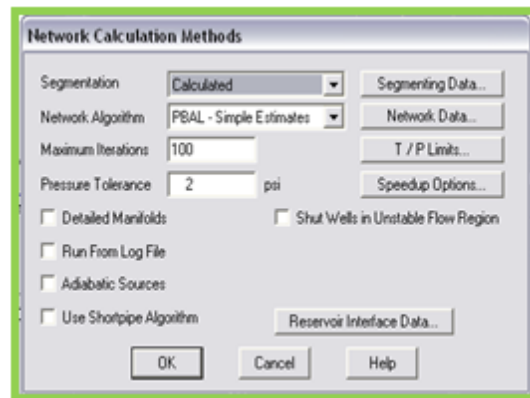 Network Calculation Methods
Segmentation Calculated Segmenting Data...
Network Algorithm PBAL - Simple Estimates Network Data...
Maximum Iterations 100 T / P Limits...
Pressure Tolerance 2 psi Speedup Options...
Detailed Manifolds Shut Wells in Unstable Flow Region
Run From Log File
Adiabatic Sources
Use Shortpipe Algorithm Reservoir Interface Data...
OK Cancel Help